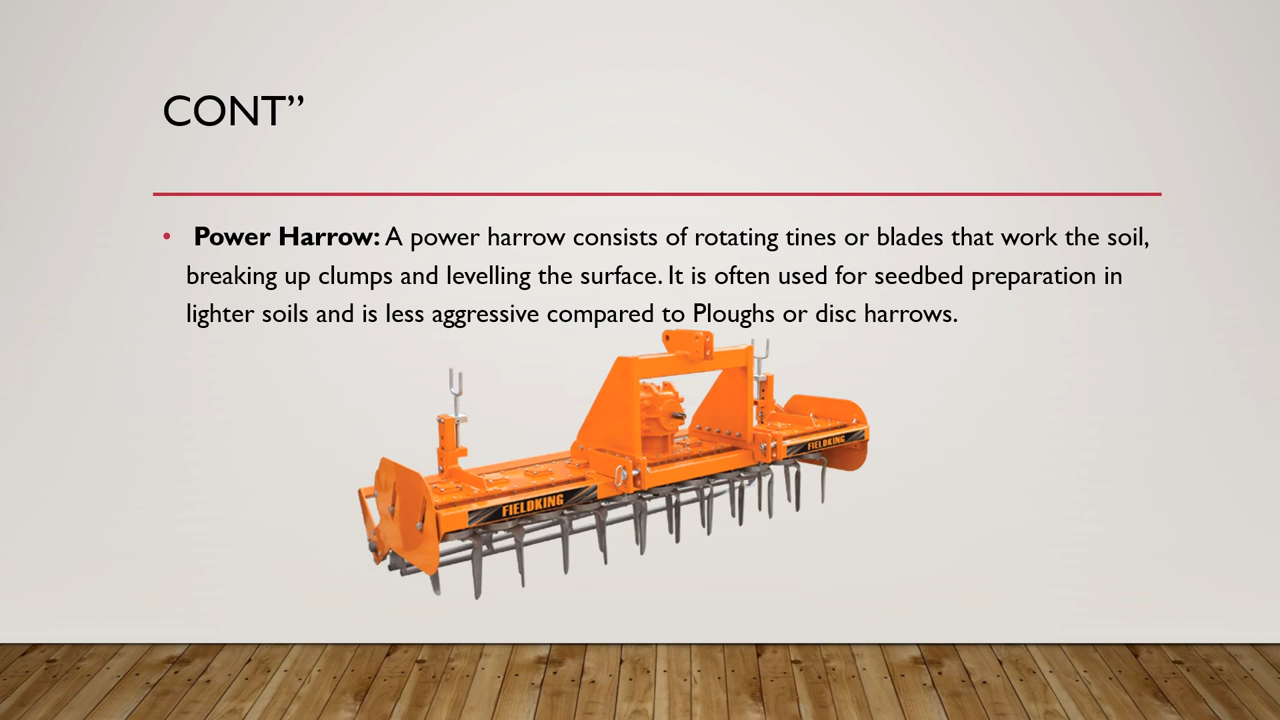 CONT”
• Power Harrow: A power harrow consists of rotating tines or blades that work the soil,
breaking up clumps and levelling the surface. It is often used for seedbed preparation in
lighter soils and is less aggressive compared to Ploughs or disc harrows.
FIELDKING
FIELDKING